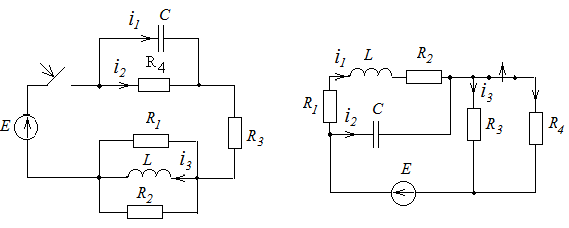 i1 C
i2 R4
E
R1
R3
L i3
R2
i1 L R2
R1 i2 C
i3
R3 R4
E